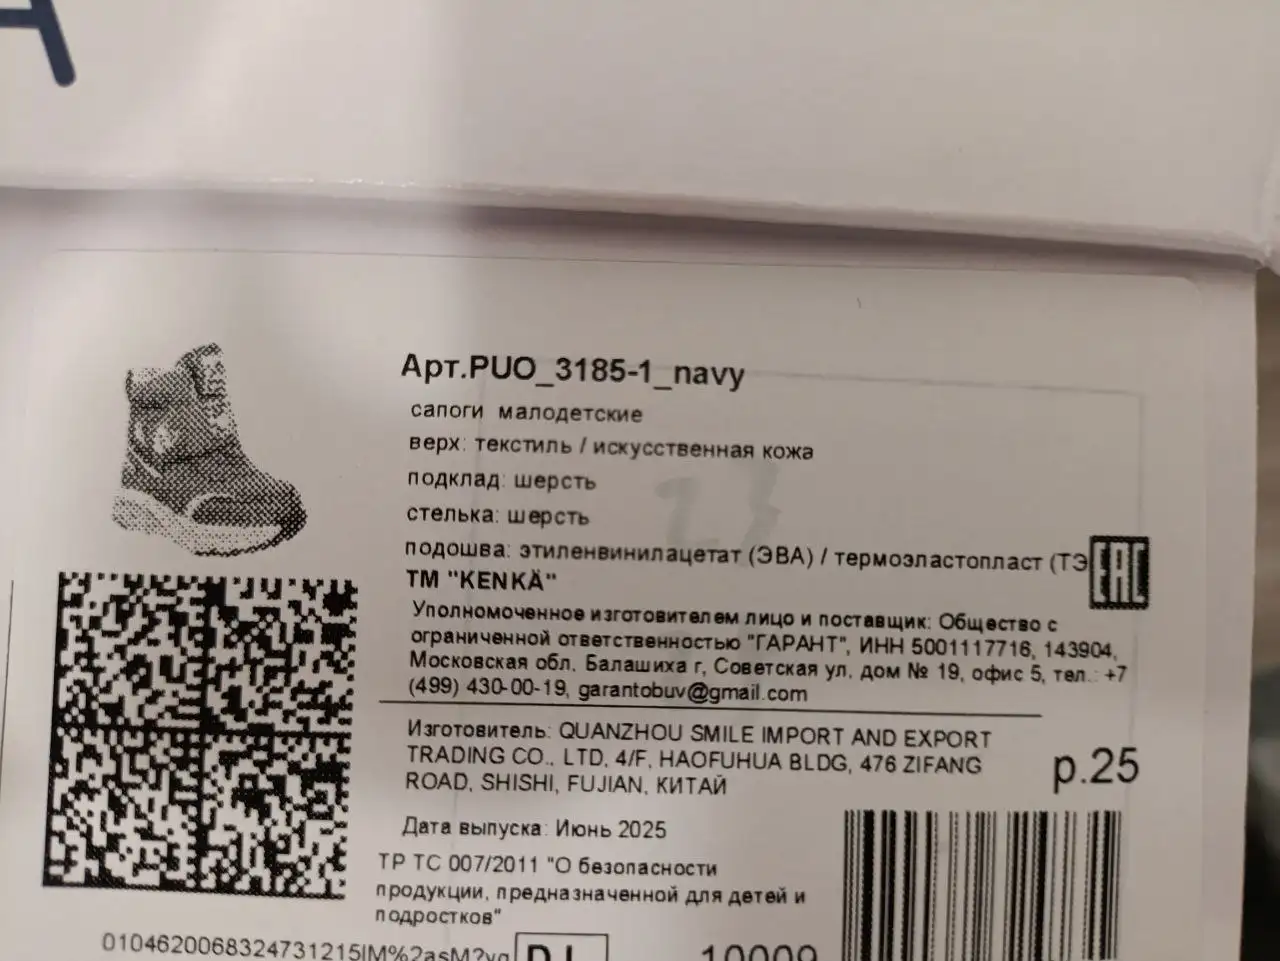 A
Арт.PUO_3185-1_navy
сапоги малодетские
верх: текстиль / искусственная кожа
подклад: шерсть
стелька: шерсть
подошва: этиленвинилацетат (ЭВА) / термоэластопласт (ТЭ
EAC
ТМ "KENKÄ"
Уполномоченное изготовителем лицо и поставщик: Общество с
ограниченной ответственностью "ГАРАНТ", ИНН 5001117716, 143904,
Московская обл, Балашиха г, Советская ул, дом № 19, офис 5, тел.: +7
(499) 430-00-19, garantobuv@gmail.com
Изготовитель: QUANZHOU SMILE IMPORT AND EXPORT
TRADING CO., LTD, 4/F, HAOFUHUA BLDG, 476 ZIFANG
ROAD, SHISHI, FUJIAN, КИТАЙ
р.25
Дата выпуска: Июнь 2025
ТР ТС 007/2011 "О безопасности
продукции, предназначенной для детей и
подростков"